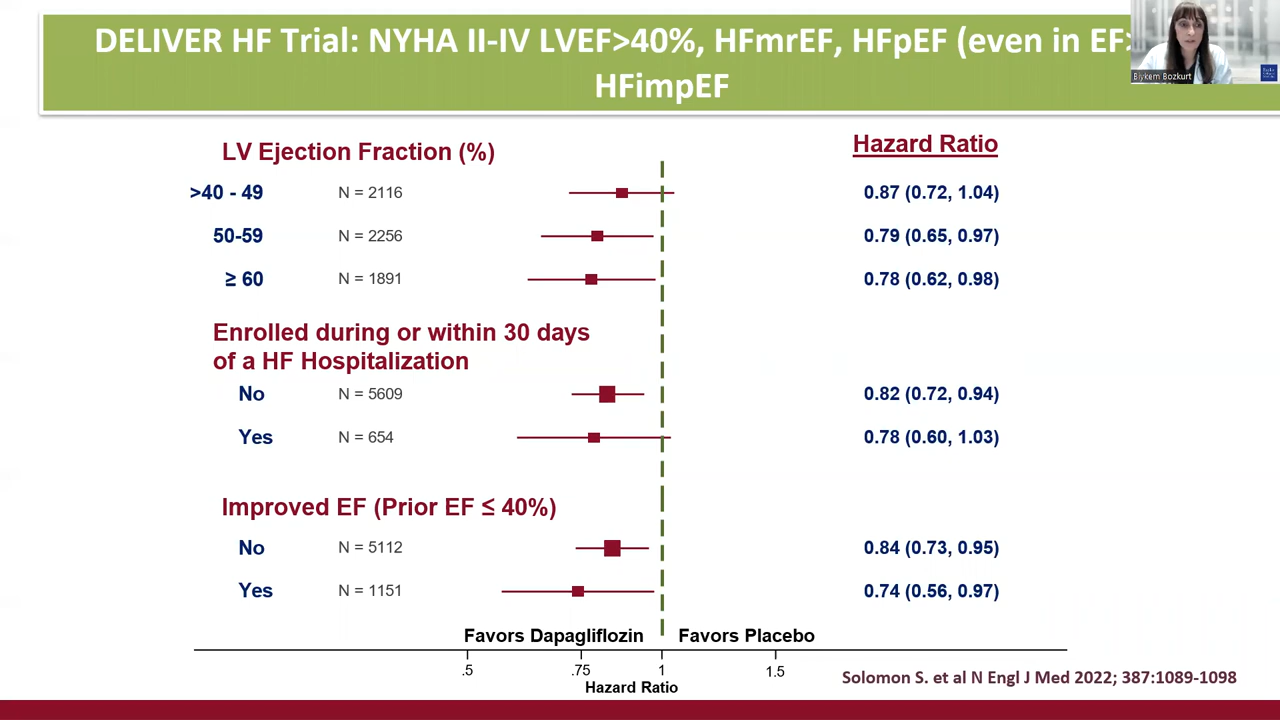 DELIVER HF Trial: NYHA II-IV LVEF>40%, HFmrEF, HFpEF (even in EF>
HFimpEF
Biykem Bozkurt
LV Ejection Fraction (%)
Hazard Ratio
>40 - 49 N = 2116 0.87 (0.72, 1.04)
50-59 N = 2256 0.79 (0.65, 0.97)
≥ 60 N = 1891 0.78 (0.62, 0.98)
Enrolled during or within 30 days
of a HF Hospitalization
No N = 5609 0.82 (0.72, 0.94)
Yes N = 654 0.78 (0.60, 1.03)
Improved EF (Prior EF ≤ 40%)
No N = 5112 0.84 (0.73, 0.95)
Yes N = 1151 0.74 (0.56, 0.97)
Favors Dapagliflozin Favors Placebo
.5 .75 1 1.5
Hazard Ratio
Solomon S. et al N Engl J Med 2022; 387:1089-1098